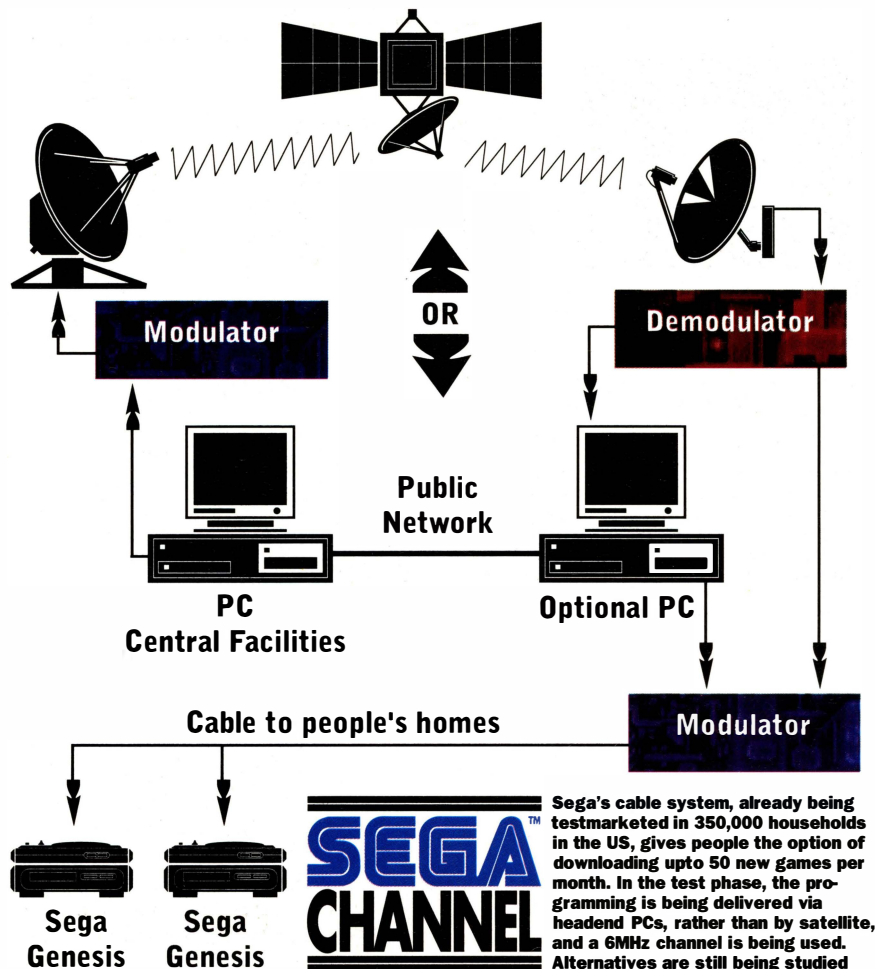 Modulator
OR
Demodulator
Public
Network
PC
Central Facilities
Optional PC
Cable to people's homes
Modulator
Sega
Genesis
Sega
Genesis
SEGA™
CHANNEL
Sega's cable system, already being
testmarketed in 350,000 households
in the US, gives people the option of
downloading upto 50 new games per
month. In the test phase, the pro-
gramming is being delivered via
headend PCs, rather than by satellite,
and a 6MHz channel is being used.
Alternatives are still being studied